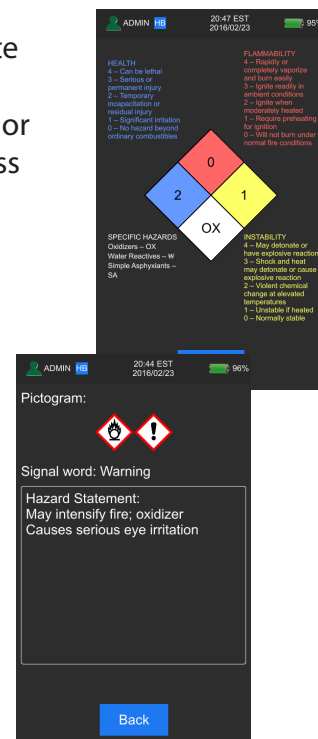 te
or
ss
ADMIN HB
20:47 EST
2016/02/23
95%
HEALTH
4 – Can be lethal
3 – Serious or
permanent injury
2 – Temporary
incapacitation or
residual injury
1 – Significant irritation
0 – No hazard beyond
ordinary combustibles
FLAMMABILITY
4 – Rapidly or
completely vaporize
and burn easily
3 – Ignite readily in
ambient conditions
2 – Ignite when
moderately heated
1 – Require preheating
for ignition
0 – Will not burn under
normal fire conditions
0
2
1
OX
SPECIFIC HAZARDS
Oxidizers – OX
Water Reactives – W̶
Simple Asphyxiants –
SA
INSTABILITY
4 – May detonate or
have explosive reaction
3 – Shock and heat
may detonate or cause
explosive reaction
2 – Violent chemical
change at elevated
temperatures
1 – Unstable if heated
0 – Normally stable
ADMIN HB
20:44 EST
2016/02/23
96%
Pictogram:
Signal word: Warning
Hazard Statement:
May intensify fire; oxidizer
Causes serious eye irritation
Back